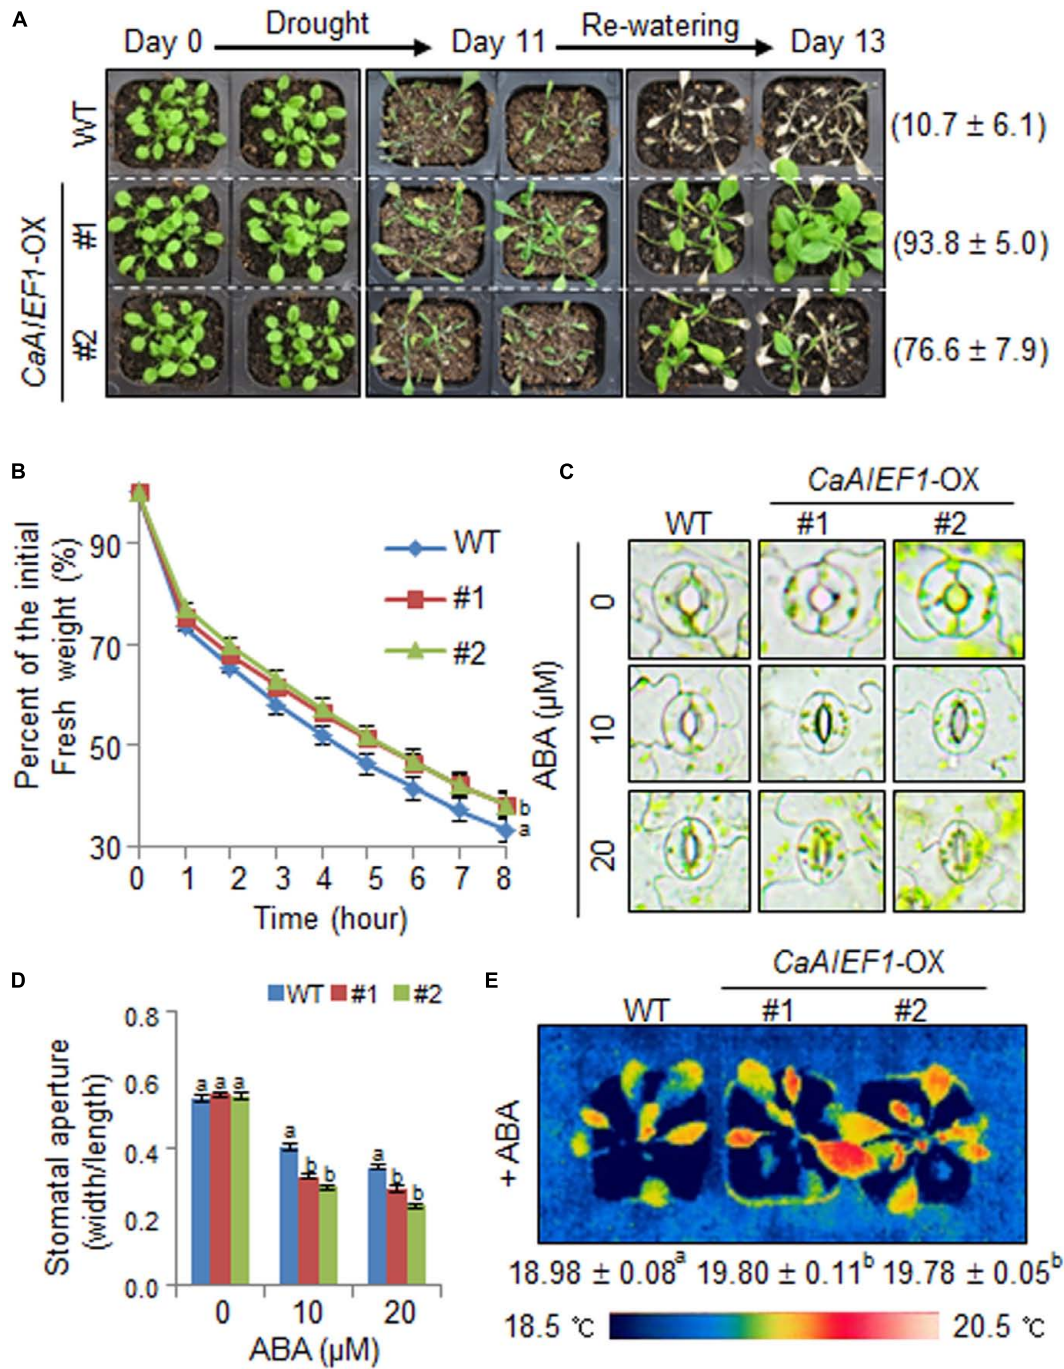 A
Day 0 Drought Day 11 Re-watering Day 13
WT
(10.7 ± 6.1)
CaAIEF1-OX
#1
(93.8 ± 5.0)
#2
(76.6 ± 7.9)
B
Percent of the initial
Fresh weight (%)
90
70
50
30
WT
#1
#2
b
a
0 1 2 3 4 5 6 7 8
Time (hour)
C
CaAIEF1-OX
WT #1 #2
ABA (µM)
0
10
20
D
WT #1 #2
Stomatal aperture
(width/length)
0.8
0.6
0.4
0.2
0.0
a a a
a b b
a b b
0 10 20
ABA (µM)
E
CaAIEF1-OX
WT #1 #2
+ ABA
18.98 ± 0.08a 19.80 ± 0.11b 19.78 ± 0.05b
18.5 °C 20.5 °C